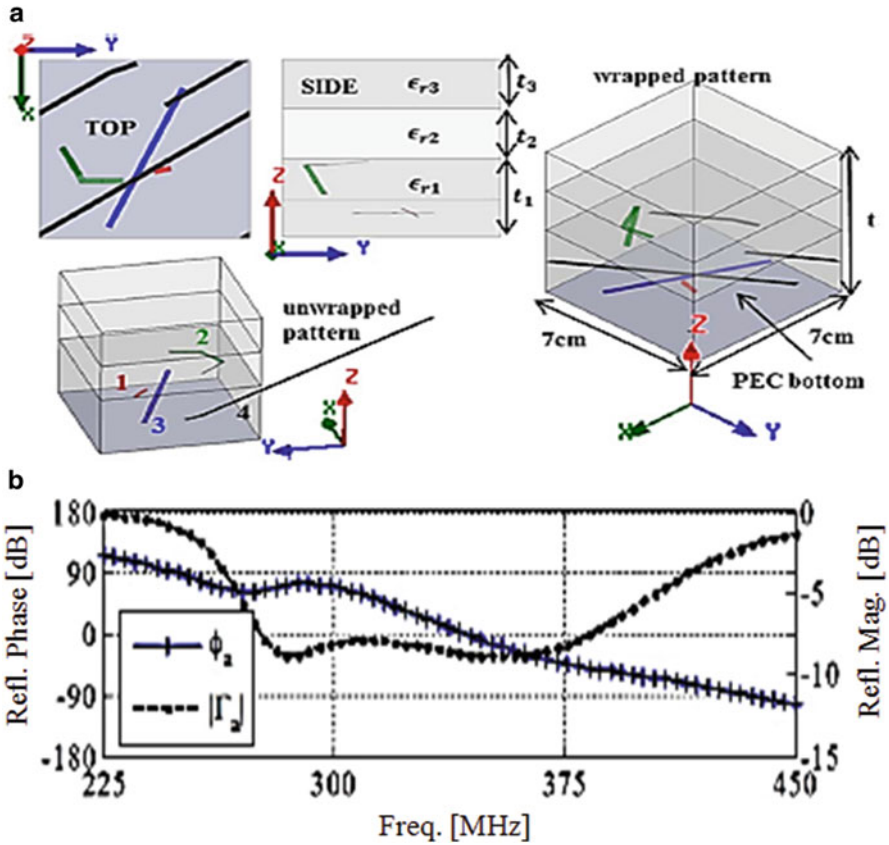 a
Z Y
X
TOP
SIDE ϵr3 t3
ϵr2 t2
ϵr1 t1
Z
X Y
wrapped pattern
t
7cm 7cm
PEC bottom
Z
X Y
unwrapped
pattern
2
1
3 4
Z
X
Y
b
Refl. Phase [dB]
180
90
0
-90
-180
ϕ₂
|Γ₂|
0
-5
-10
-15
Refl. Mag. [dB]
225 300 375 450
Freq. [MHz]